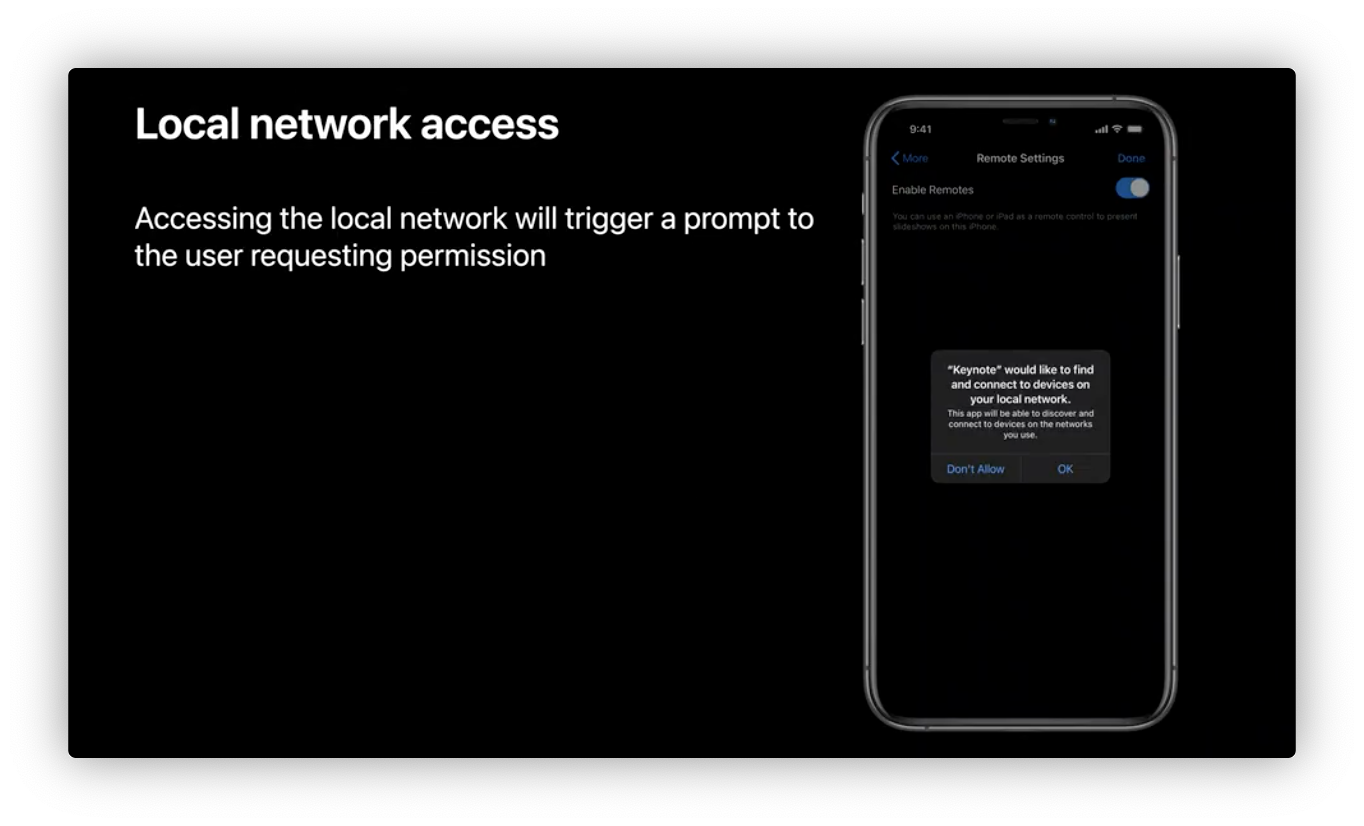 Local network access
Accessing the local network will trigger a prompt to
the user requesting permission
9:41
More
Remote Settings
Done
Enable Remotes
You can use an iPhone or iPad as a remote control to present
slideshows on this iPhone.
“Keynote” would like to find
and connect to devices on
your local network.
This app will be able to discover and
connect to devices on the networks
you use.
Don't Allow
OK